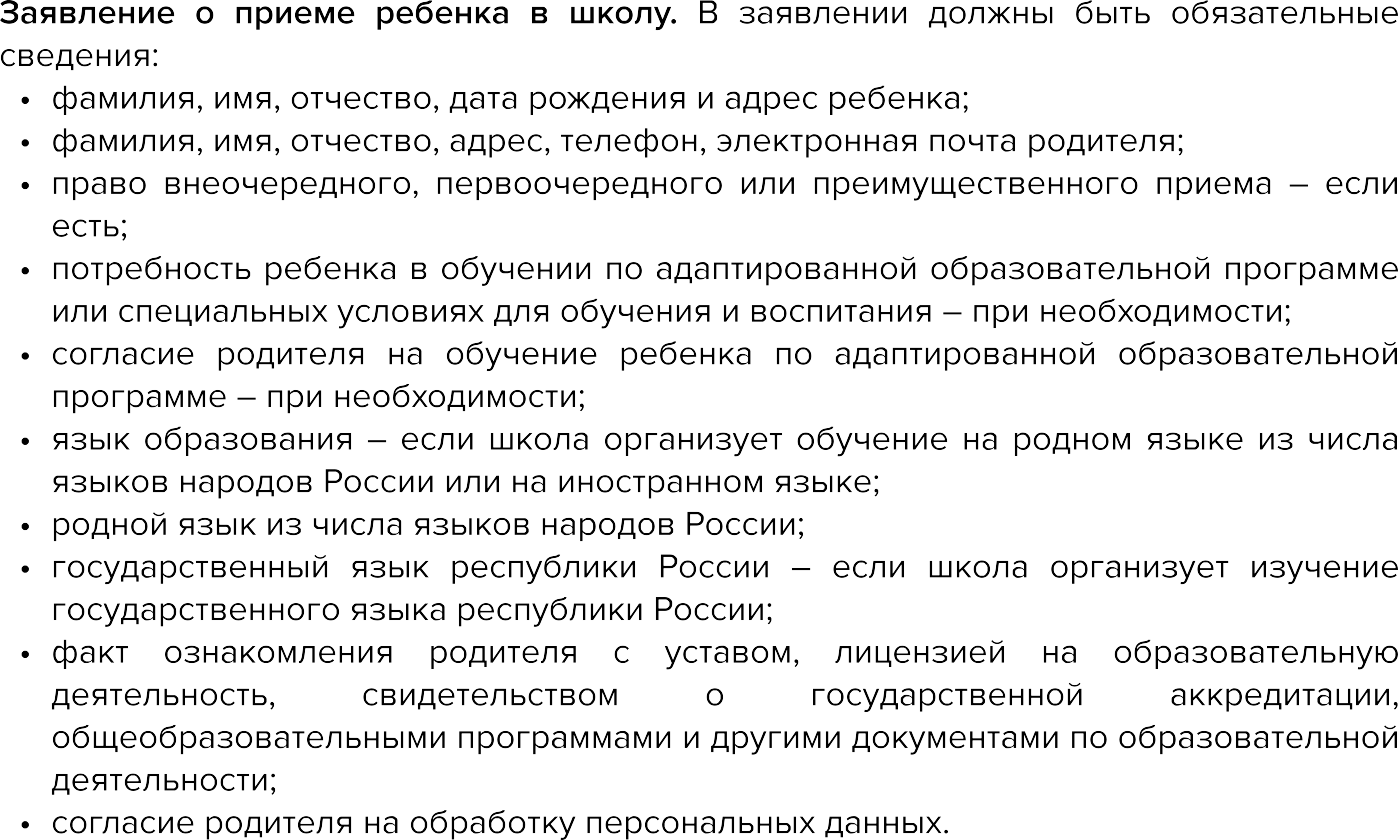 Заявление о приеме ребенка в школу. В заявлении должны быть обязательные
сведения:
• фамилия, имя, отчество, дата рождения и адрес ребенка;
• фамилия, имя, отчество, адрес, телефон, электронная почта родителя;
• право внеочередного, первоочередного или преимущественного приема – если
есть;
• потребность ребенка в обучении по адаптированной образовательной программе
или специальных условиях для обучения и воспитания – при необходимости;
• согласие родителя на обучение ребенка по адаптированной образовательной
программе – при необходимости;
• язык образования – если школа организует обучение на родном языке из числа
языков народов России или на иностранном языке;
• родной язык из числа языков народов России;
• государственный язык республики России – если школа организует изучение
государственного языка республики России;
• факт ознакомления родителя с уставом, лицензией на образовательную
деятельность, свидетельством о государственной аккредитации,
общеобразовательными программами и другими документами по образовательной
деятельности;
• согласие родителя на обработку персональных данных.